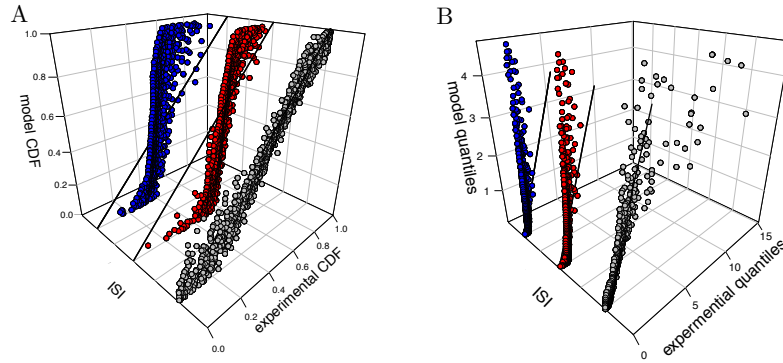 A
B
1.0
0.8
0.6
0.4
0.2
0.0
model CDF
ISI
0.0
0.2
0.4
0.6
0.8
1.0
experimental CDF
4
3
2
1
model quantiles
ISI
0
5
10
15
expermential quantiles